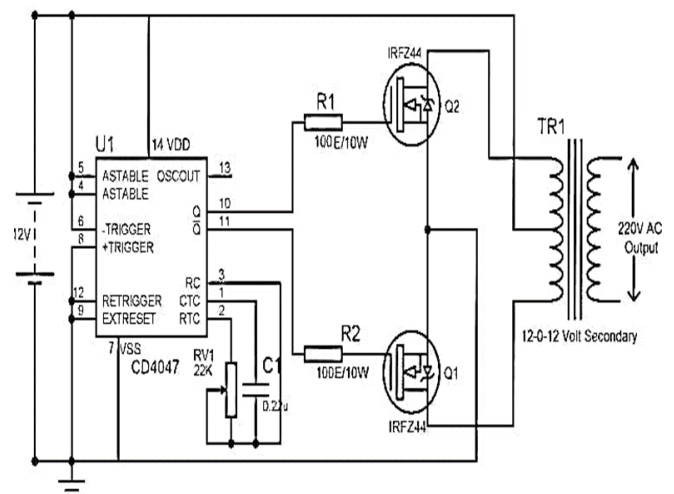 IRFZ44
Q2
R1
100E/10W
TR1
U1
14 VDD
5 ASTABLE OSCOUT 13
4 ASTABLE
Q 10
Q 11
6 -TRIGGER
8 +TRIGGER
12V
220V AC
Output
RC 3
12 RETRIGGER CTC 1
9 EXTRESET RTC 2
12-0-12 Volt Secondary
R2
100E/10W
7 VSS
CD4047
RV1
22K
C1
0.22u
Q1
IRFZ44